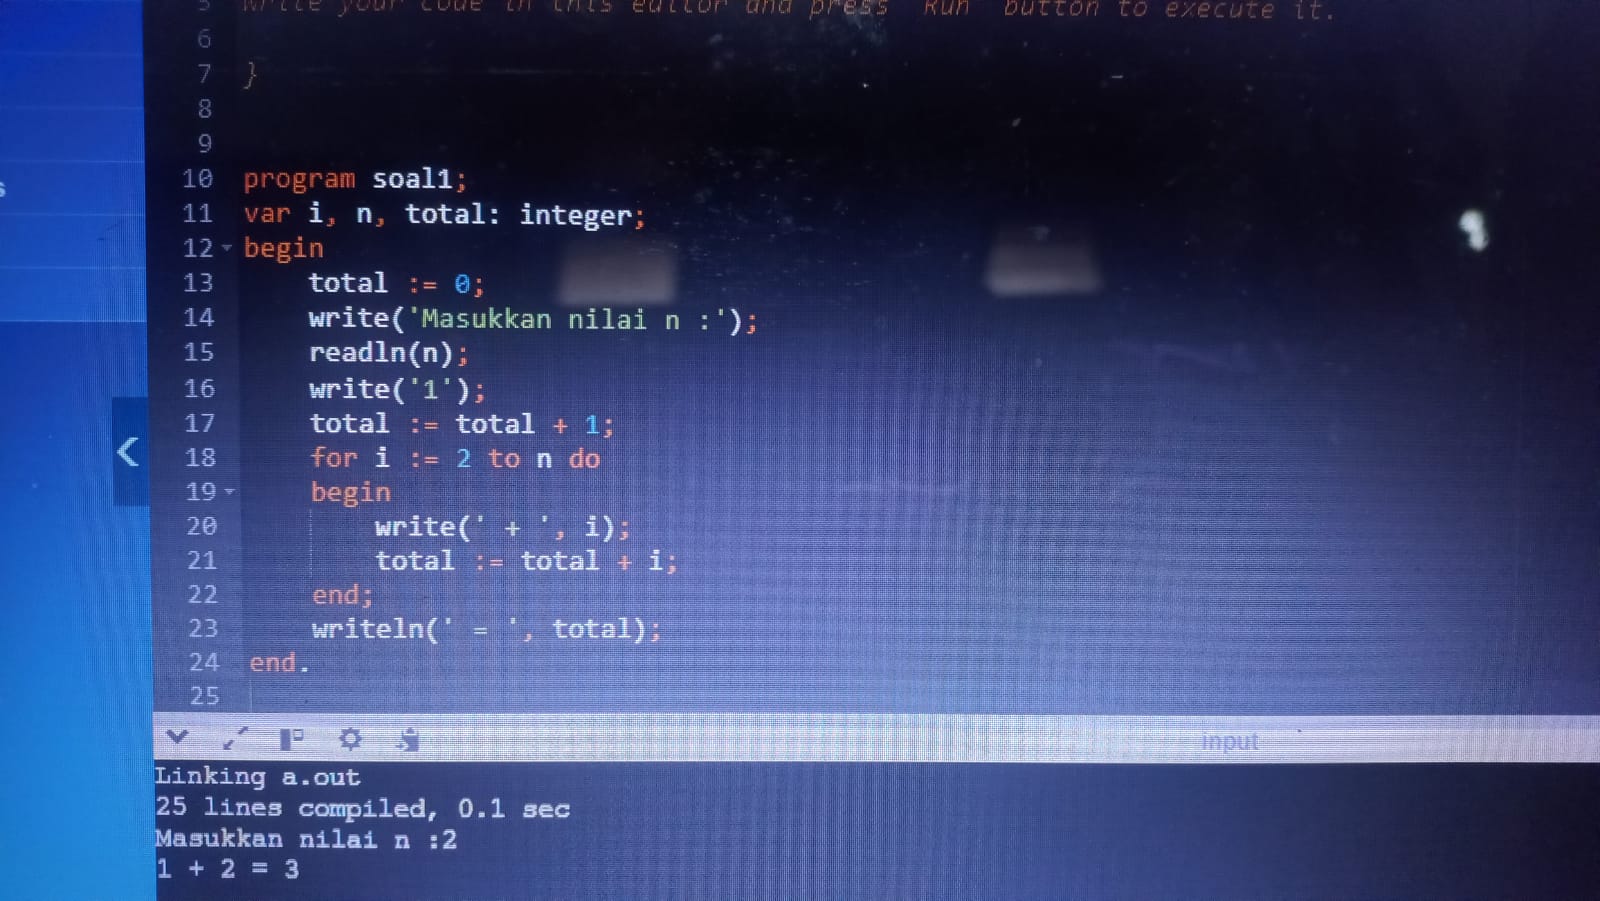 5 Write your code in this editor and press "Run" button to execute it.
6
7 }
8
9
10 program soal1;
11 var i, n, total: integer;
12 begin
13 total := 0;
14 write('Masukkan nilai n :');
15 readln(n);
16 write('1');
17 total := total + 1;
18 for i := 2 to n do
19 begin
20 write(' + ', i);
21 total := total + i;
22 end;
23 writeln(' = ', total);
24 end.
25
input
Linking a.out
25 lines compiled, 0.1 sec
Masukkan nilai n :2
1 + 2 = 3